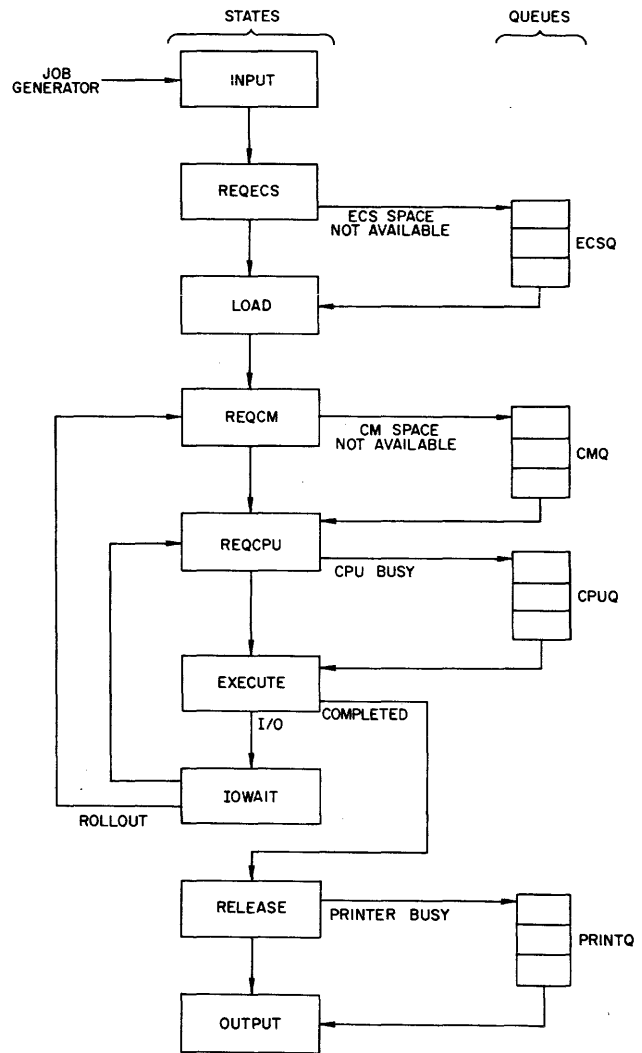 STATES
QUEUES
JOB
GENERATOR
INPUT
REQECS
ECS SPACE
NOT AVAILABLE
ECSQ
LOAD
REQCM
CM SPACE
NOT AVAILABLE
CMQ
REQCPU
CPU BUSY
CPUQ
EXECUTE
I/O
COMPLETED
IOWAIT
ROLLOUT
RELEASE
PRINTER BUSY
PRINTQ
OUTPUT